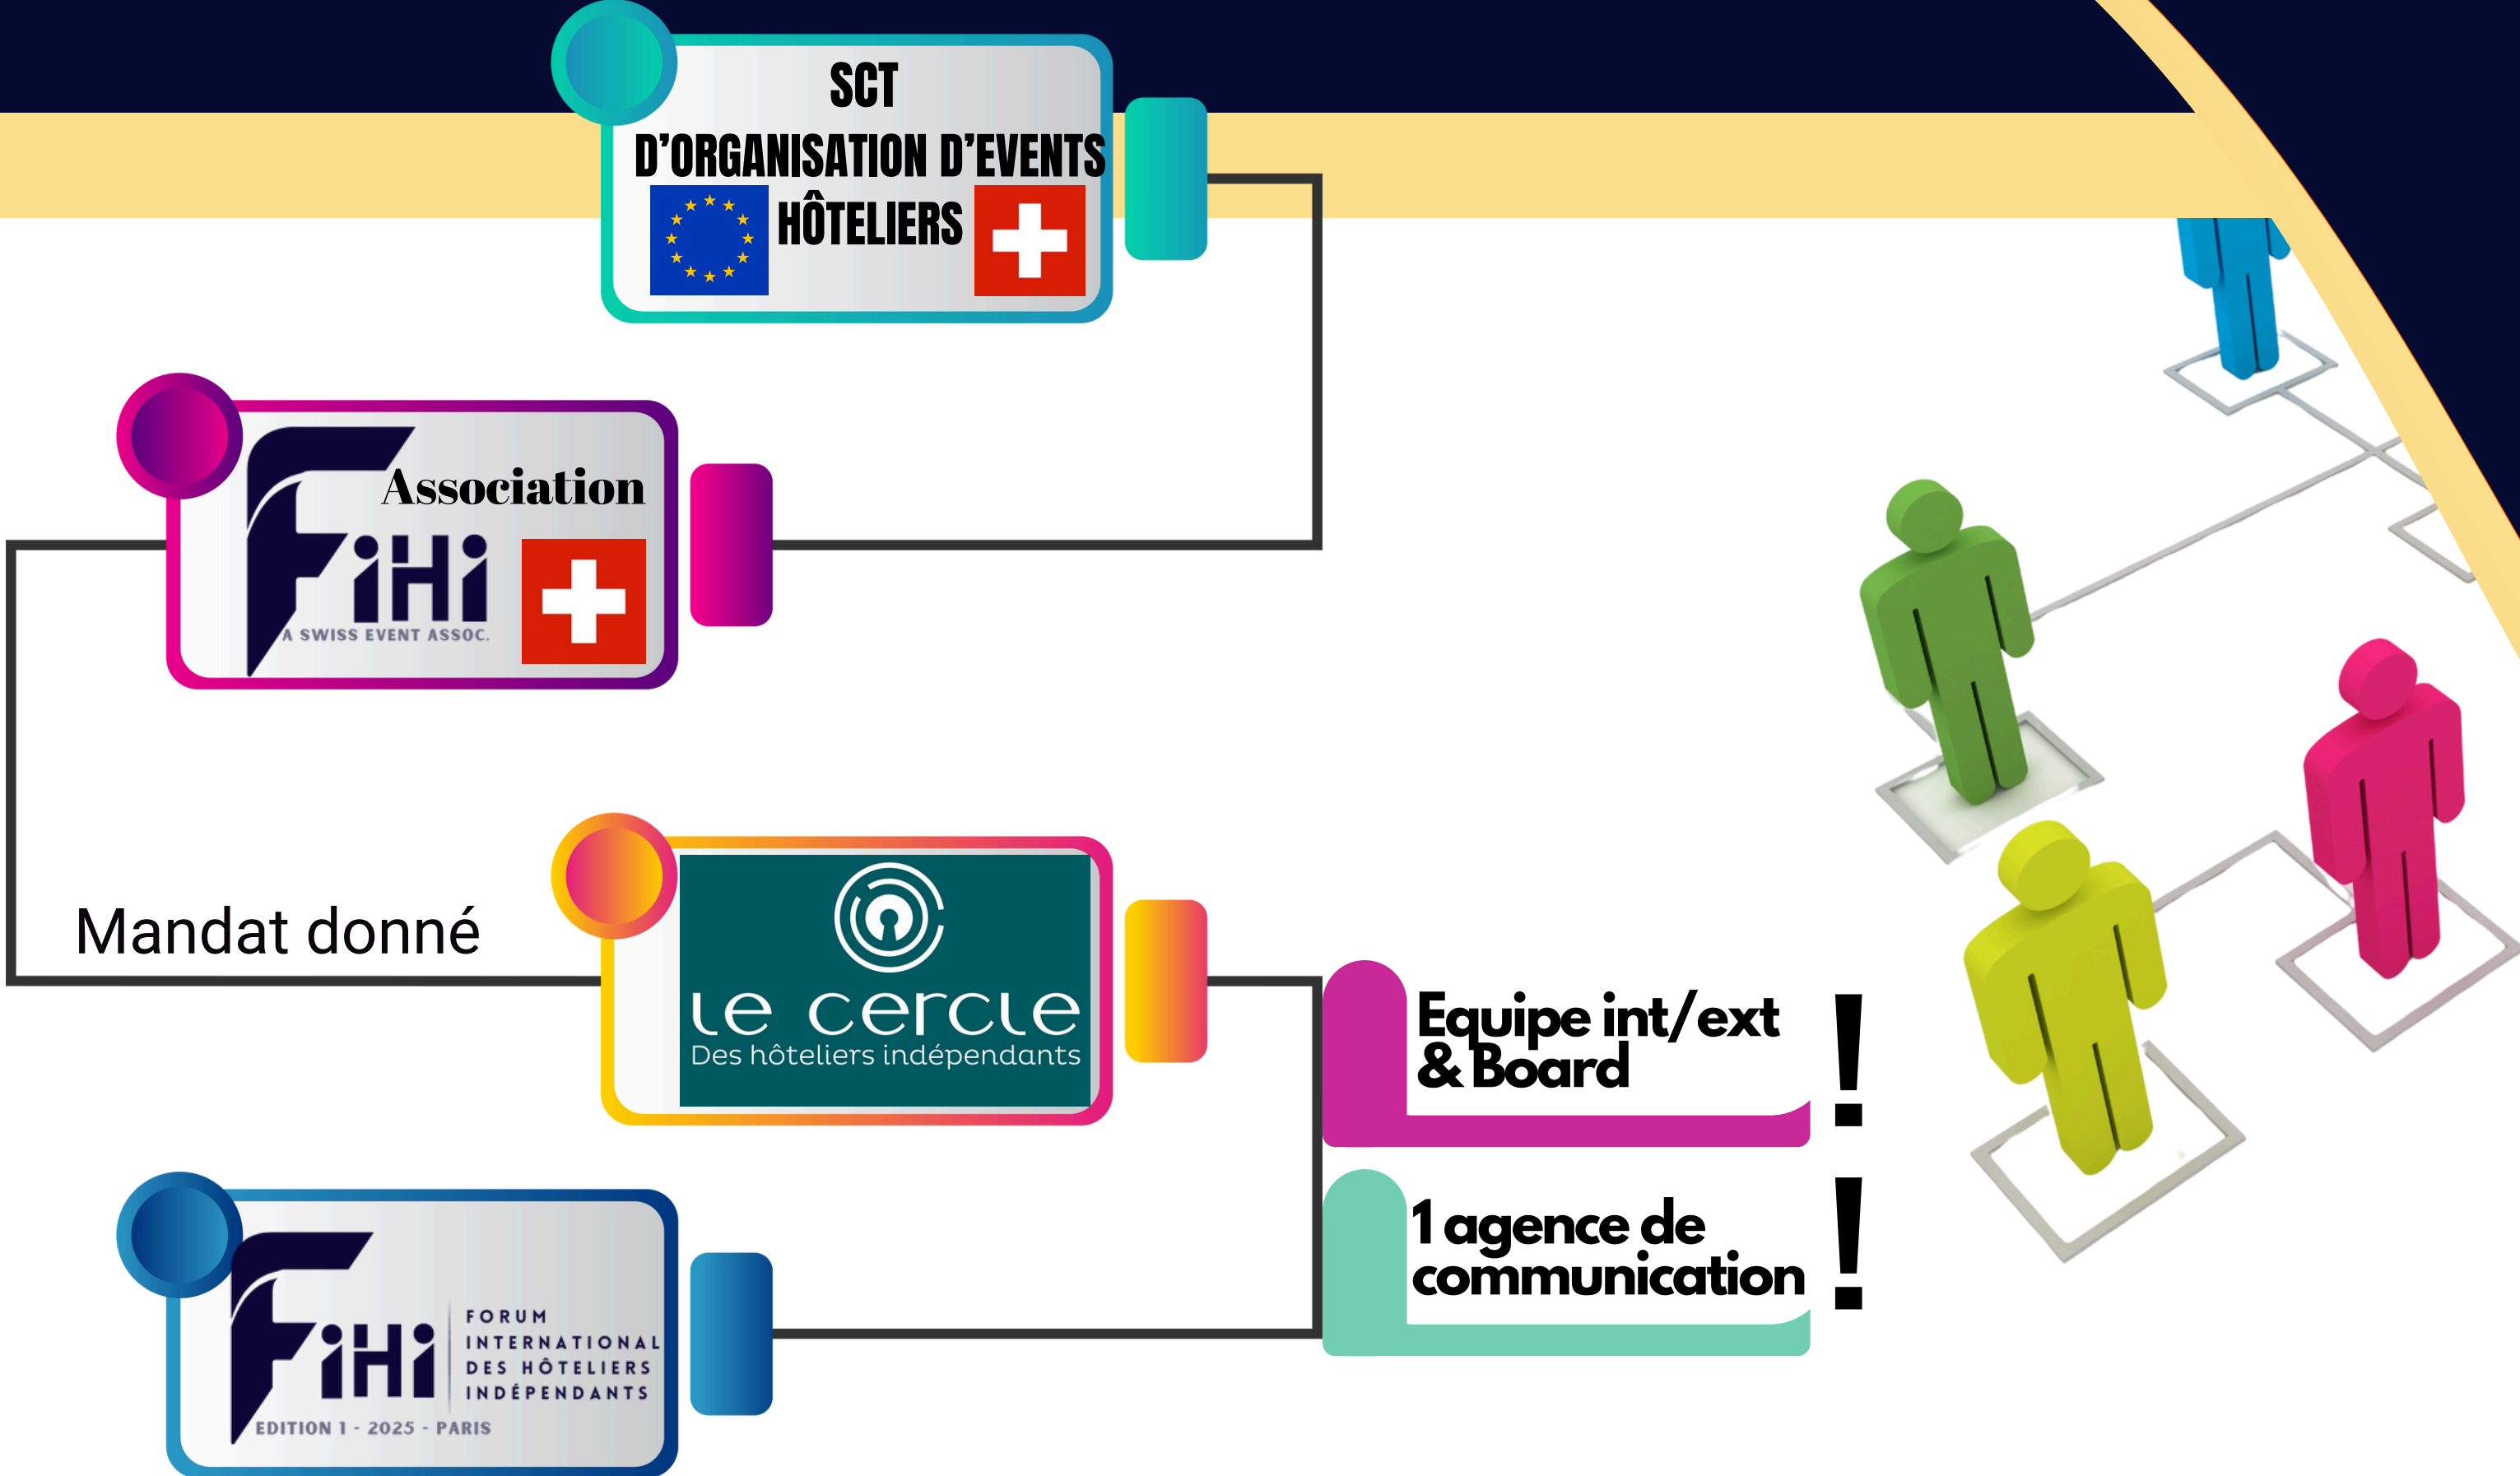 SCT
D’ORGANISATION D’EVENTS
HÔTELIERS
Association
FiHi
A SWISS EVENT ASSOC.
Mandat donné
le cercle
Des hôteliers indépendants
Equipe int/ext
& Board
!
1 agence de
communication
!
FiHi
FORUM
INTERNATIONAL
DES HÔTELIERS
INDÉPENDANTS
EDITION 1 - 2025 - PARIS